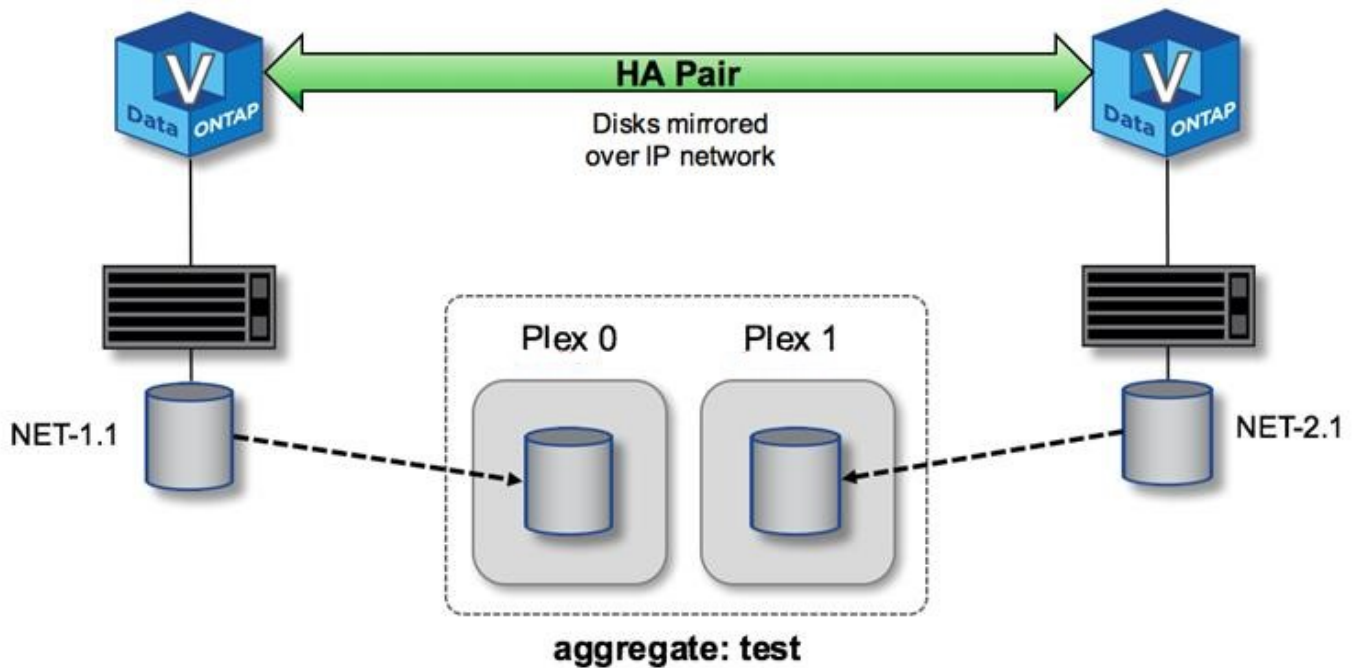 V
Data ONTAP
HA Pair
Disks mirrored
over IP network
V
Data ONTAP
Plex 0
Plex 1
NET-1.1
NET-2.1
aggregate: test